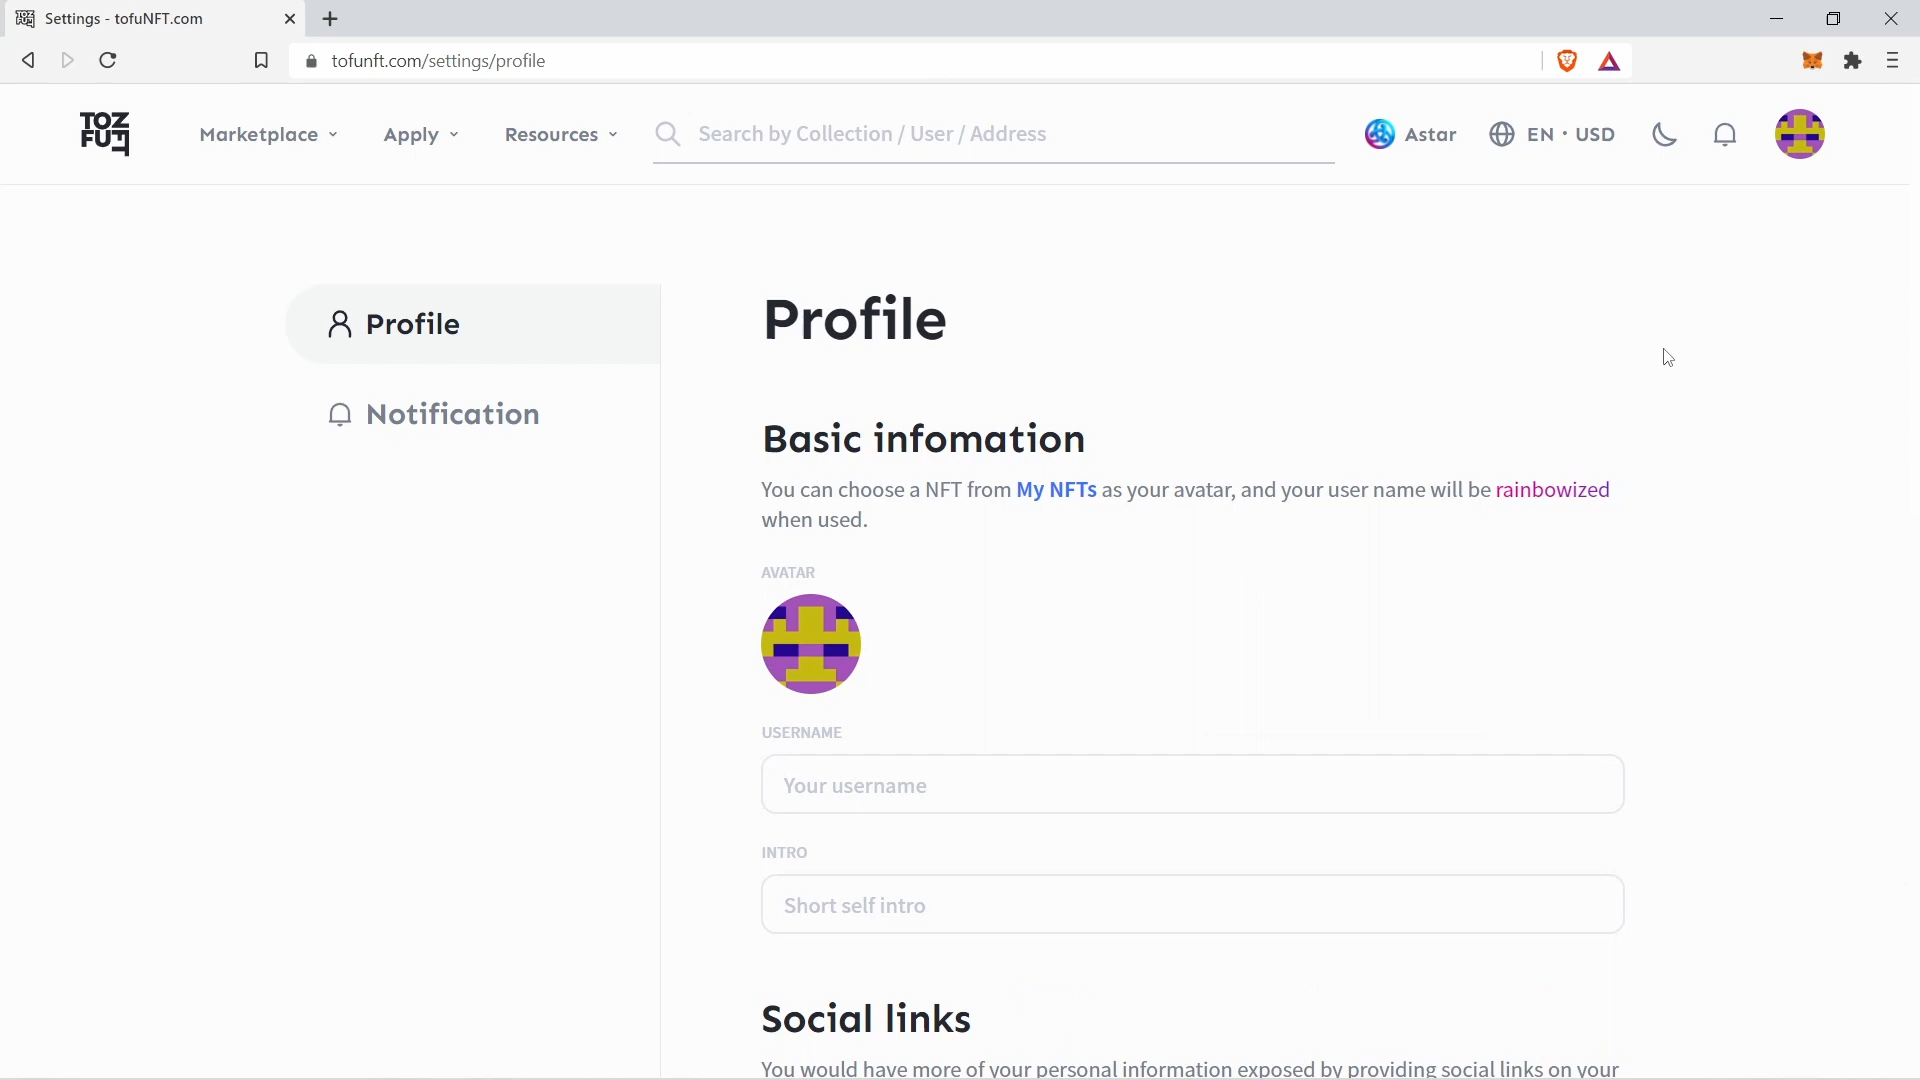 Settings - tofuNFT.com
tofunft.com/settings/profile
TOZ
FUF
Marketplace
Apply
Resources
Search by Collection / User / Address
Astar
EN · USD
Profile
Notification
Profile
Basic infomation
You can choose a NFT from My NFTs as your avatar, and your user name will be rainbowized
when used.
AVATAR
USERNAME
Your username
INTRO
Short self intro
Social links
You would have more of your personal information exposed by providing social links on your